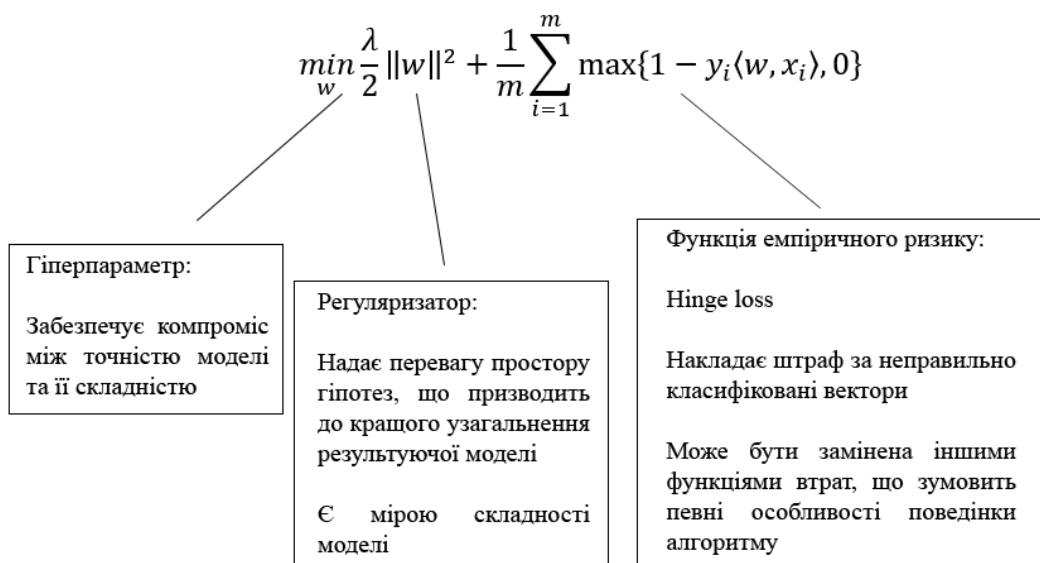 min_w λ/2 ‖w‖² + 1/m ∑_{i=1}^{m} max{1 − y_i⟨w, x_i⟩, 0}
Гіперпараметр:
Забезпечує компроміс
між точністю моделі
та її складністю
Регуляризатор:
Надає перевагу простору
гіпотез, що призводить
до кращого узагальнення
результуючої моделі
Є мірою складності
моделі
Функція емпіричного ризику:
Hinge loss
Накладає штраф за неправильно
класифіковані вектори
Може бути замінена іншими
функціями втрат, що зумовить
певні особливості поведінки
алгоритму